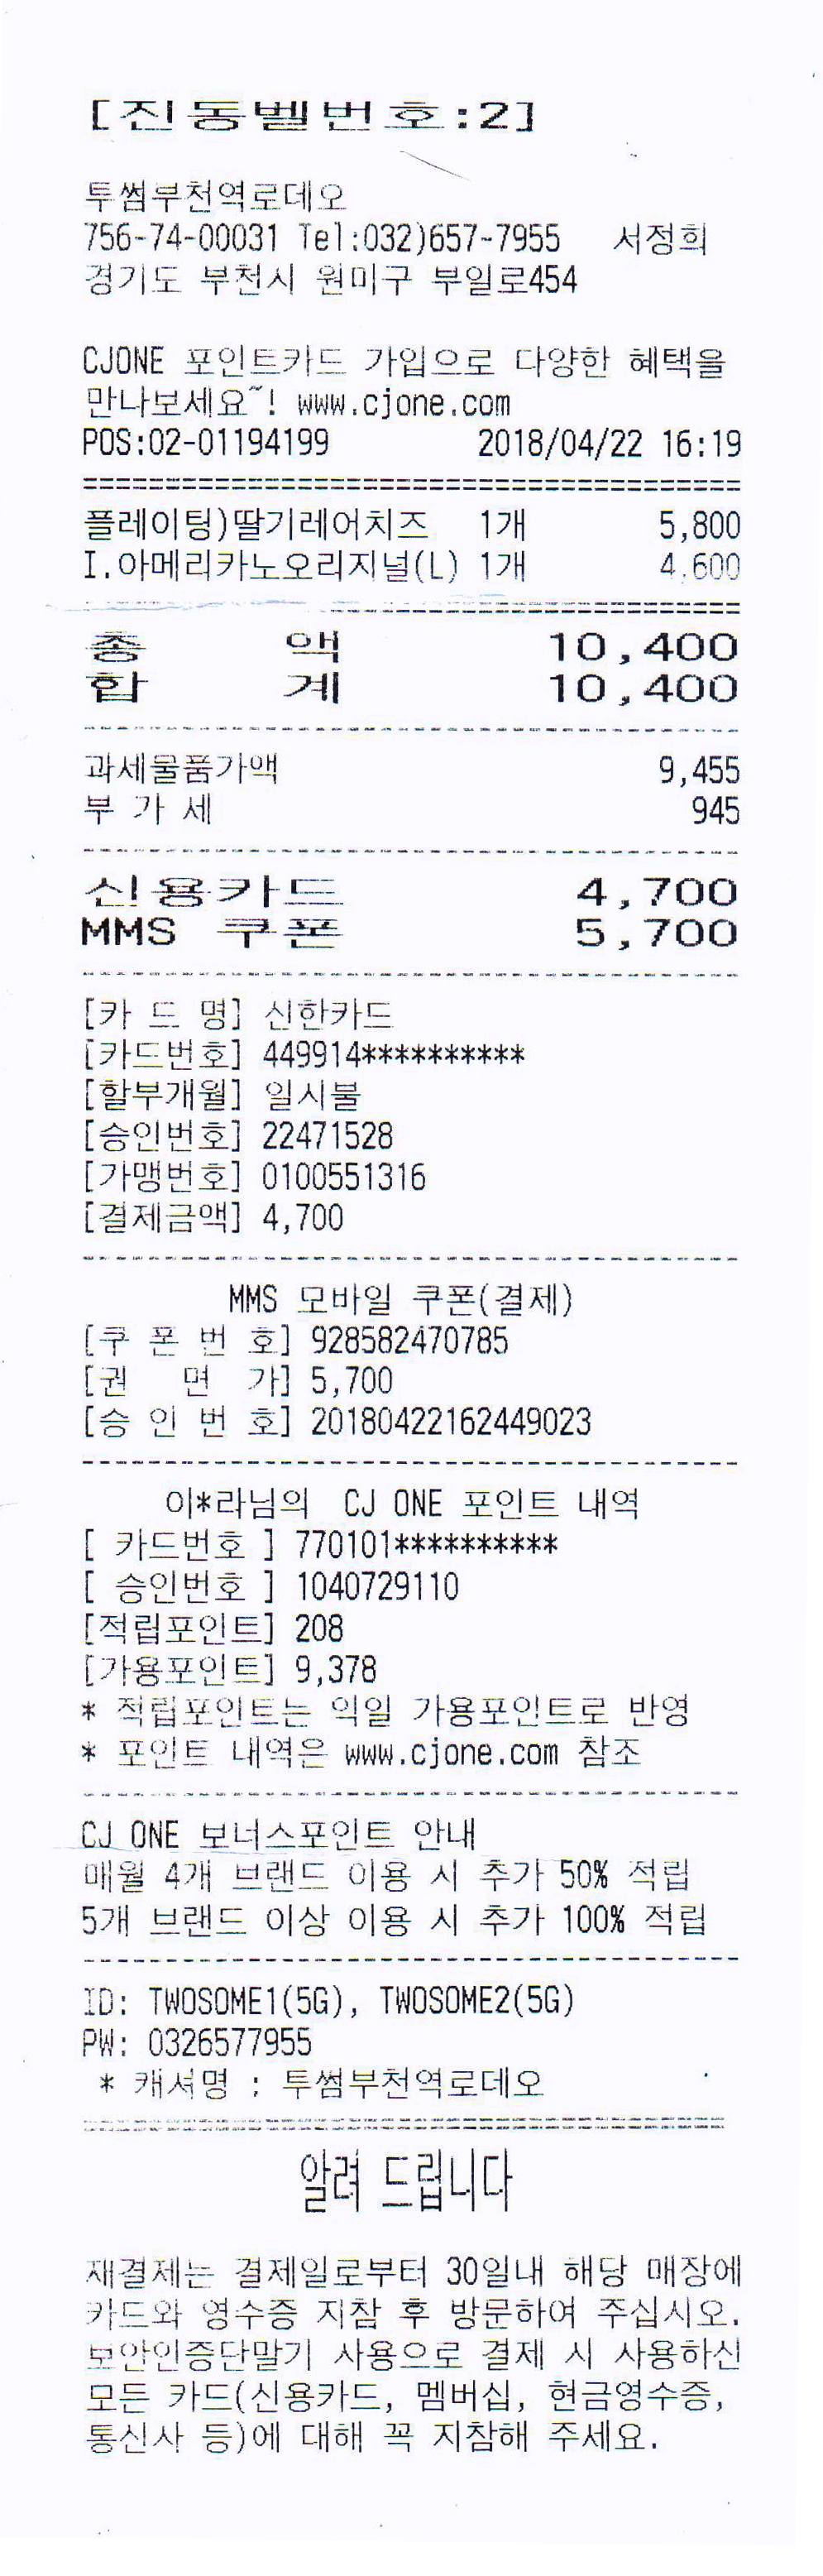 [진동벨번호:2]
투썸부천역로데오
756-74-00031 Tel:032)657-7955 서정희
경기도 부천시 원미구 부일로454
CJONE 포인트카드 가입으로 다양한 혜택을
만나보세요~! www.cjone.com
POS:02-01194199 2018/04/22 16:19
========================================
플레이팅)딸기레어치즈 1개 5,800
I.아메리카노오리지널(L) 1개 4,600
========================================
총 액 10,400
합 계 10,400
----------------------------------------
과세물품가액 9,455
부 가 세 945
----------------------------------------
신용카드 4,700
MMS 쿠폰 5,700
----------------------------------------
[카 드 명] 신한카드
[카드번호] 449914**********
[할부개월] 일시불
[승인번호] 22471528
[가맹번호] 0100551316
[결제금액] 4,700
----------------------------------------
MMS 모바일 쿠폰(결제)
[쿠 폰 번 호] 928582470785
[권 면 가] 5,700
[승 인 번 호] 20180422162449023
----------------------------------------
이*라님의 CJ ONE 포인트 내역
[ 카드번호 ] 770101**********
[ 승인번호 ] 1040729110
[적립포인트] 208
[가용포인트] 9,378
* 적립포인트는 익일 가용포인트로 반영
* 포인트 내역은 www.cjone.com 참조
----------------------------------------
CJ ONE 보너스포인트 안내
매월 4개 브랜드 이용 시 추가 50% 적립
5개 브랜드 이상 이용 시 추가 100% 적립
----------------------------------------
ID: TWOSOME1(5G), TWOSOME2(5G)
PW: 0326577955
* 캐셔명 : 투썸부천역로데오
========================================
알려 드립니다
재결제는 결제일로부터 30일내 해당 매장에
카드와 영수증 지참 후 방문하여 주십시오.
보안인증단말기 사용으로 결제 시 사용하신
모든 카드(신용카드, 멤버십, 현금영수증,
통신사 등)에 대해 꼭 지참해 주세요.